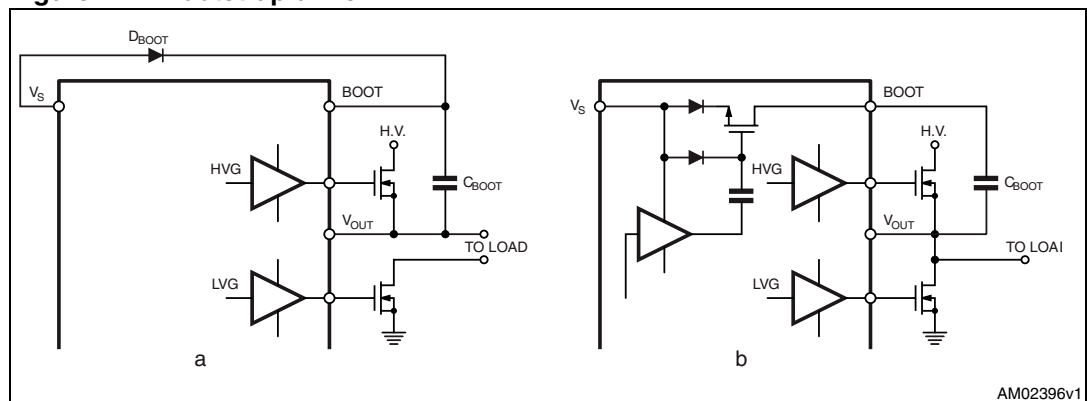 D_BOOT
V_S
BOOT
H.V.
HVG
C_BOOT
V_OUT
TO LOAD
LVG
a
V_S
BOOT
H.V.
HVG
C_BOOT
V_OUT
TO LOAI
LVG
b
AM02396v1